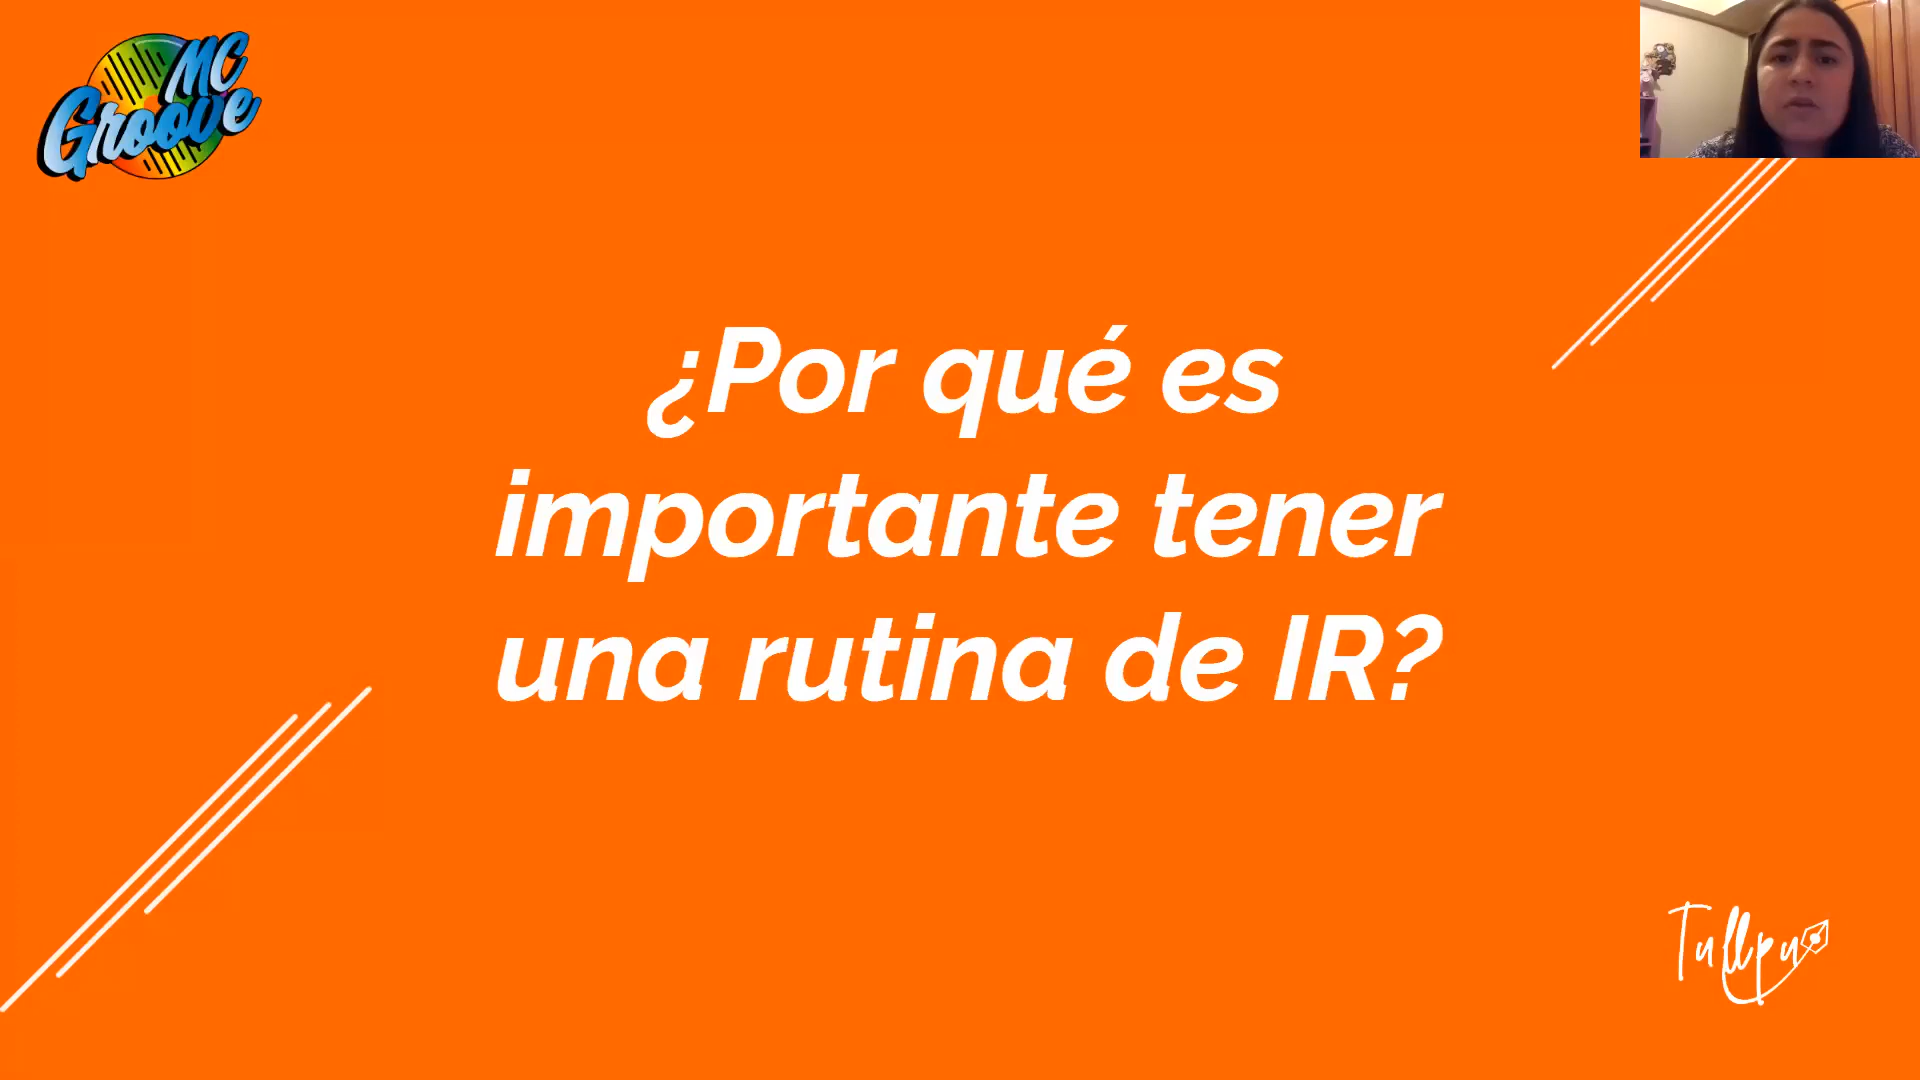 MC
Groove
¿Por qué es
importante tener
una rutina de IR?
Tullpu